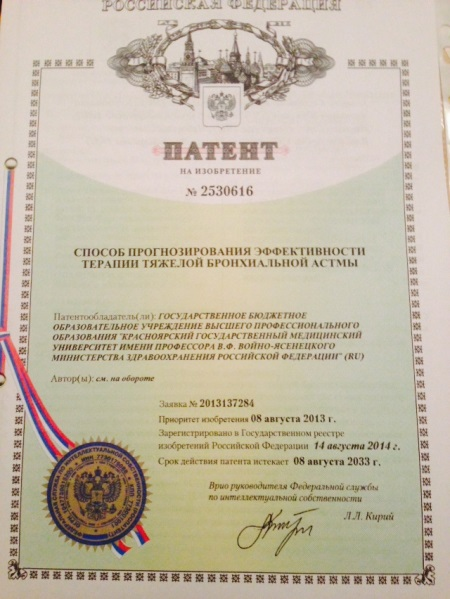 РОССИЙСКАЯ ФЕДЕРАЦИЯ
ПАТЕНТ
НА ИЗОБРЕТЕНИЕ
№ 2530616
СПОСОБ ПРОГНОЗИРОВАНИЯ ЭФФЕКТИВНОСТИ
ТЕРАПИИ ТЯЖЕЛОЙ БРОНХИАЛЬНОЙ АСТМЫ
Патентообладатель(ли): ГОСУДАРСТВЕННОЕ БЮДЖЕТНОЕ
ОБРАЗОВАТЕЛЬНОЕ УЧРЕЖДЕНИЕ ВЫСШЕГО ПРОФЕССИОНАЛЬНОГО
ОБРАЗОВАНИЯ "КРАСНОЯРСКИЙ ГОСУДАРСТВЕННЫЙ МЕДИЦИНСКИЙ
УНИВЕРСИТЕТ ИМЕНИ ПРОФЕССОРА В.Ф. ВОЙНО-ЯСЕНЕЦКОГО
МИНИСТЕРСТВА ЗДРАВООХРАНЕНИЯ РОССИЙСКОЙ ФЕДЕРАЦИИ" (RU)
Автор(ы): см. на обороте
Заявка № 2013137284
Приоритет изобретения 08 августа 2013 г.
Зарегистрировано в Государственном реестре
изобретений Российской Федерации 14 августа 2014 г.
Срок действия патента истекает 08 августа 2033 г.
Врио руководителя Федеральной службы
по интеллектуальной собственности
Л.Л. Кирий